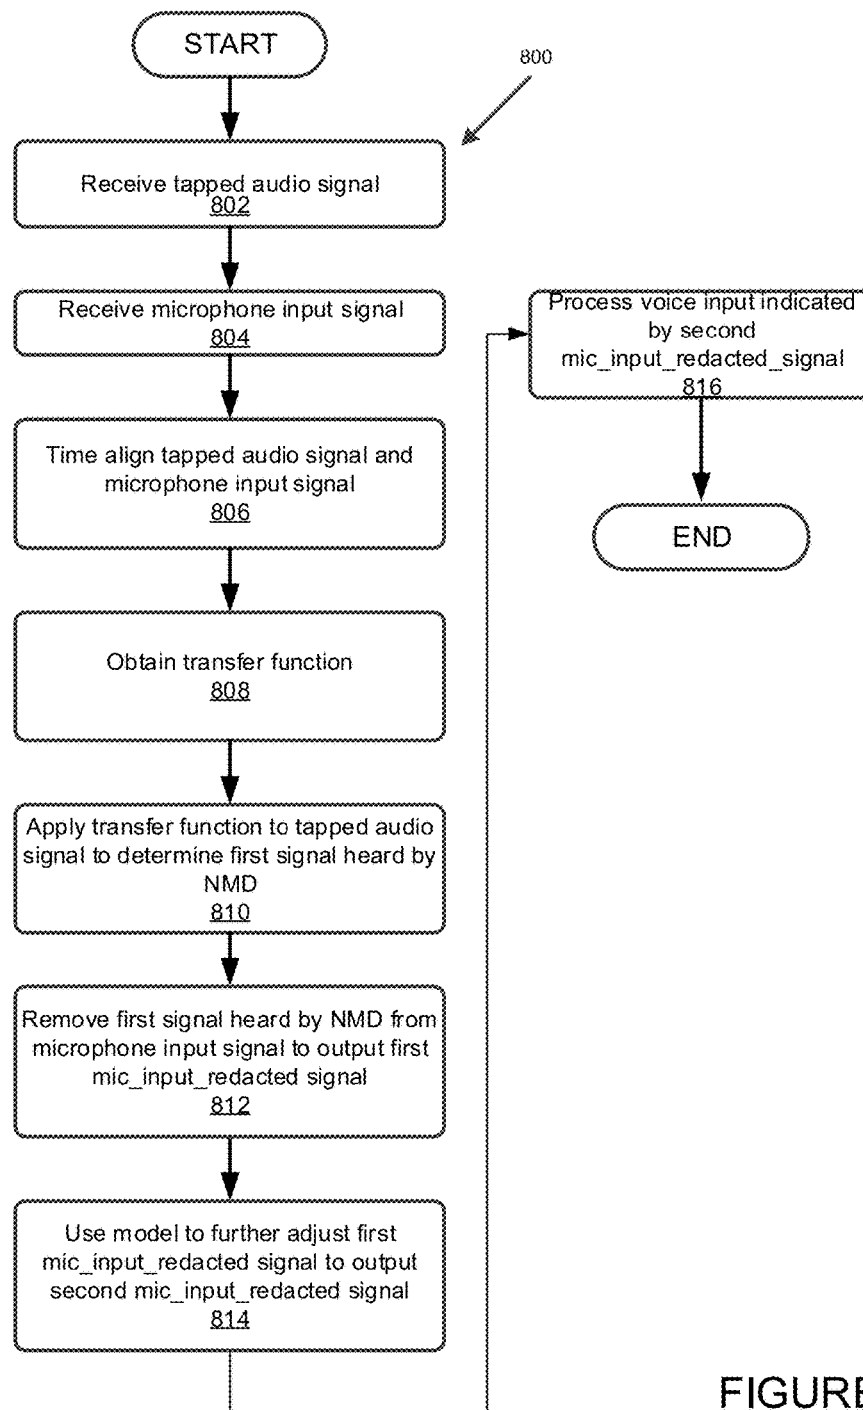 START
800
Receive tapped audio signal
802
Receive microphone input signal
804
Time align tapped audio signal and
microphone input signal
806
Obtain transfer function
808
Apply transfer function to tapped audio
signal to determine first signal heard by
NMD
810
Remove first signal heard by NMD from
microphone input signal to output first
mic_input_redacted signal
812
Use model to further adjust first
mic_input_redacted signal to output
second mic_input_redacted signal
814
Process voice input indicated
by second
mic_input_redacted_signal
816
END
FIGURE